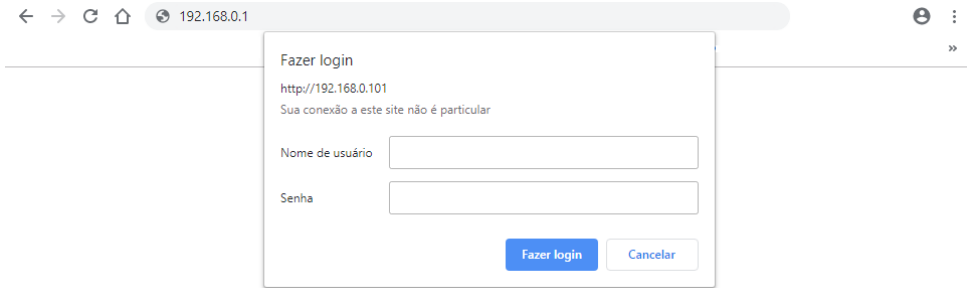 192.168.0.1
Fazer login
http://192.168.0.101
Sua conexão a este site não é particular
Nome de usuário
Senha
Fazer login
Cancelar